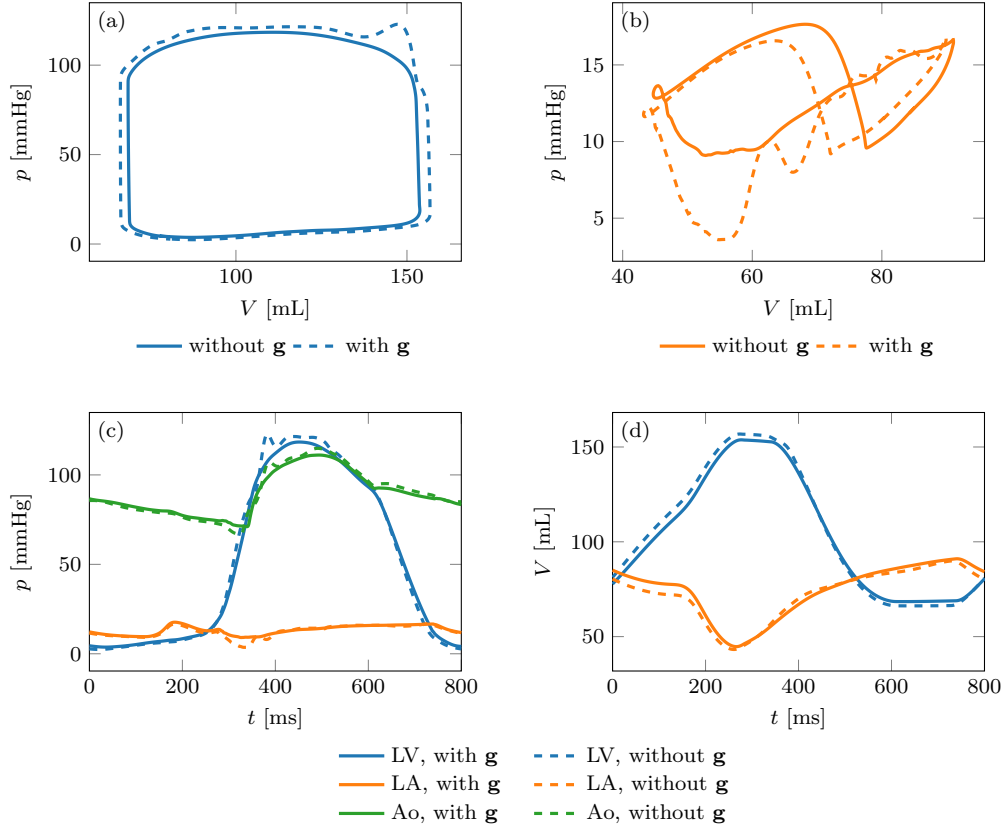 (a)
(b)
100
50
0
p [mmHg]
100
150
V [mL]
15
10
5
p [mmHg]
40
60
80
V [mL]
without g
with g
without g
with g
(c)
(d)
100
50
0
p [mmHg]
0
200
400
600
800
t [ms]
150
100
50
V [mL]
0
200
400
600
800
t [ms]
LV, with g
LV, without g
LA, with g
LA, without g
Ao, with g
Ao, without g